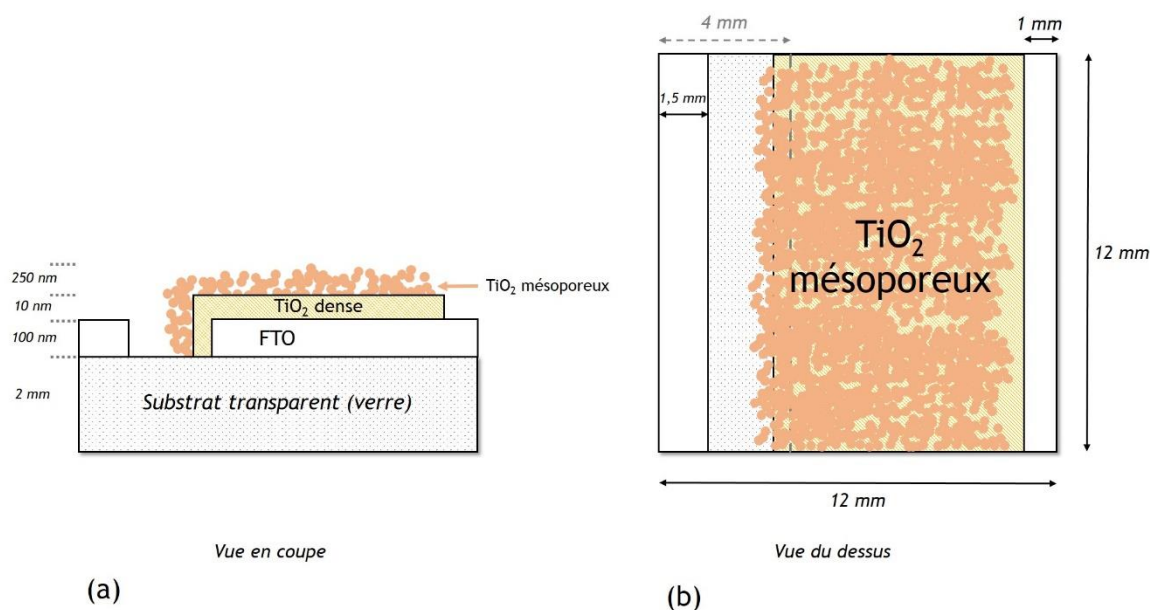 250 nm
10 nm
100 nm
2 mm
TiO₂ mésoporeux
TiO₂ dense
FTO
Substrat transparent (verre)
Vue en coupe
(a)
4 mm
1 mm
1,5 mm
TiO₂
mésoporeux
12 mm
12 mm
Vue du dessus
(b)